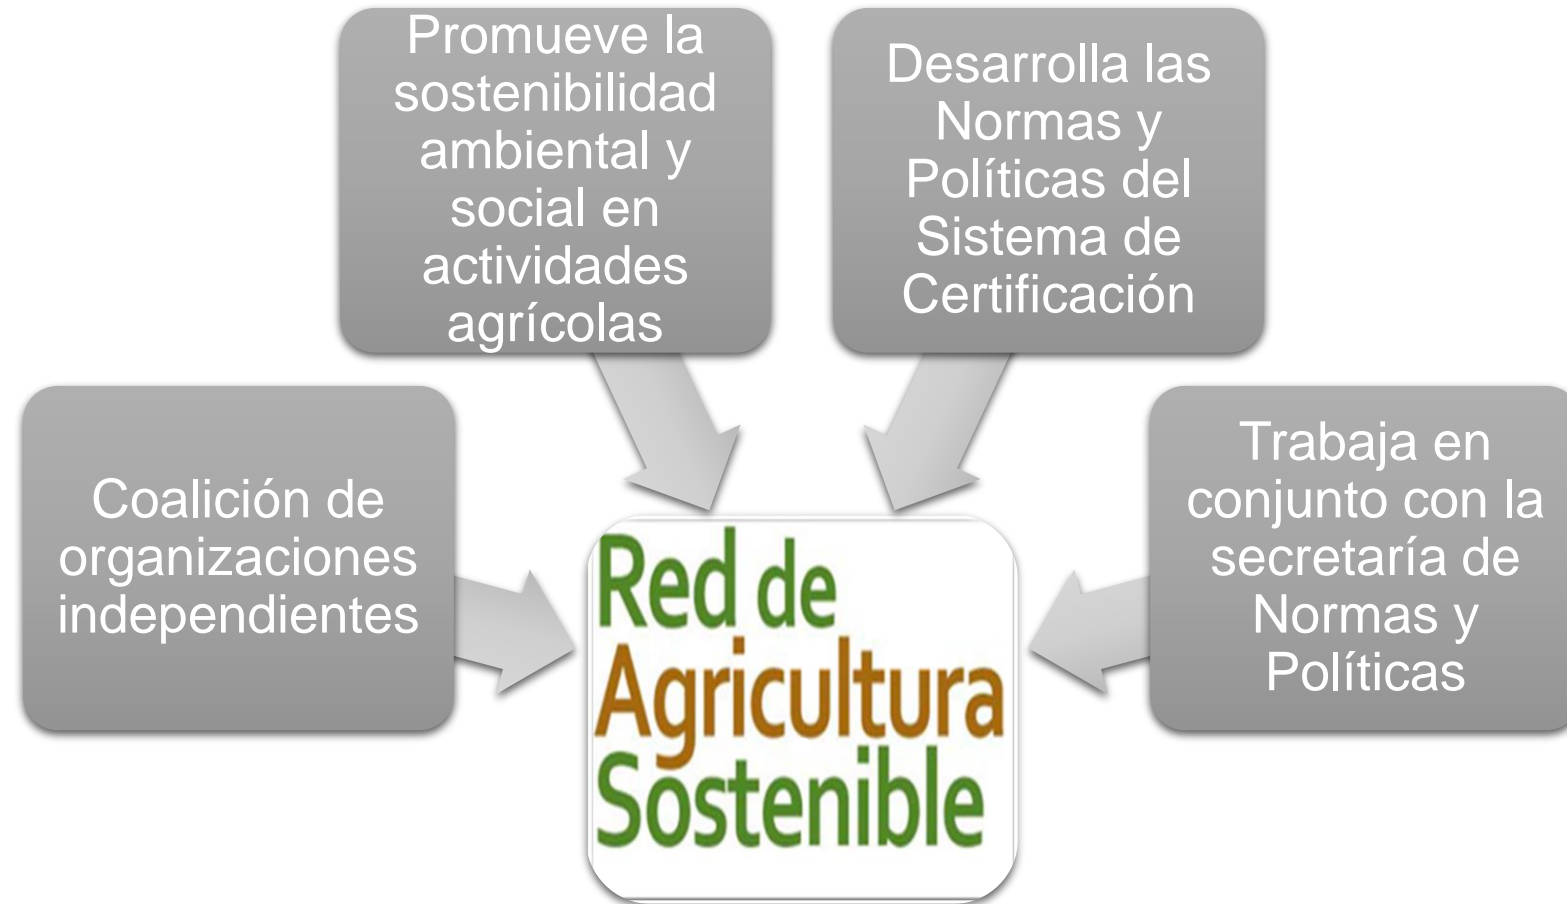 Promueve la
sostenibilidad
ambiental y
social en
actividades
agrícolas
Desarrolla las
Normas y
Políticas del
Sistema de
Certificación
Coalición de
organizaciones
independientes
Trabaja en
conjunto con la
secretaría de
Normas y
Políticas
Red de
Agricultura
Sostenible